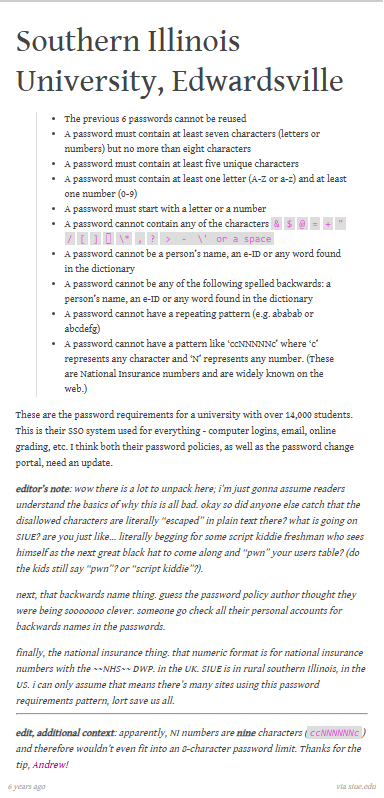 Southern Illinois
University, Edwardsville
• The previous 6 passwords cannot be reused
• A password must contain at least seven characters (letters or
numbers) but no more than eight characters
• A password must contain at least five unique characters
• A password must contain at least one letter (A-Z or a-z) and at least
one number (0-9)
• A password must start with a letter or a number
• A password cannot contain any of the characters & $ @ = + "
/ [ ] \* , ? > - \' or a space
• A password cannot be a person's name, an e-ID or any word found
in the dictionary
• A password cannot be any of the following spelled backwards: a
person's name, an e-ID or any word found in the dictionary
• A password cannot have a repeating pattern (e.g. ababab or
abcdefg)
• A password cannot have a pattern like ‘ccNNNNNc’ where ‘c’
represents any character and ‘N’ represents any number. (These
are National Insurance numbers and are widely known on the
web.)
These are the password requirements for a university with over 14,000 students.
This is their SSO system used for everything - computer logins, email, online
grading, etc. I think both their password policies, as well as the password change
portal, need an update.
editor's note: wow there is a lot to unpack here; i'm just gonna assume readers
understand the basics of why this is all bad. okay so did anyone else catch that the
disallowed characters are literally “escaped” in plain text there? what is going on
SIUE? are you just like... literally begging for some script kiddie freshman who sees
himself as the next great black hat to come along and “pwn” your users table? (do
the kids still say “pwn”? or “script kiddie”?).
next, that backwards name thing. guess the password policy author thought they
were being sooooooo clever. someone go check all their personal accounts for
backwards names in the passwords.
finally, the national insurance thing. that numeric format is for national insurance
numbers with the ~~NHS~~ DWP. in the UK. SIUE is in rural southern Illinois, in the
US. i can only assume that means there's many sites using this password
requirements pattern, lort save us all.
edit, additional context: apparently, NI numbers are nine characters ( ccNNNNNNc )
and therefore wouldn't even fit into an 8-character password limit. Thanks for the
tip, Andrew!
6 years ago via siue.edu